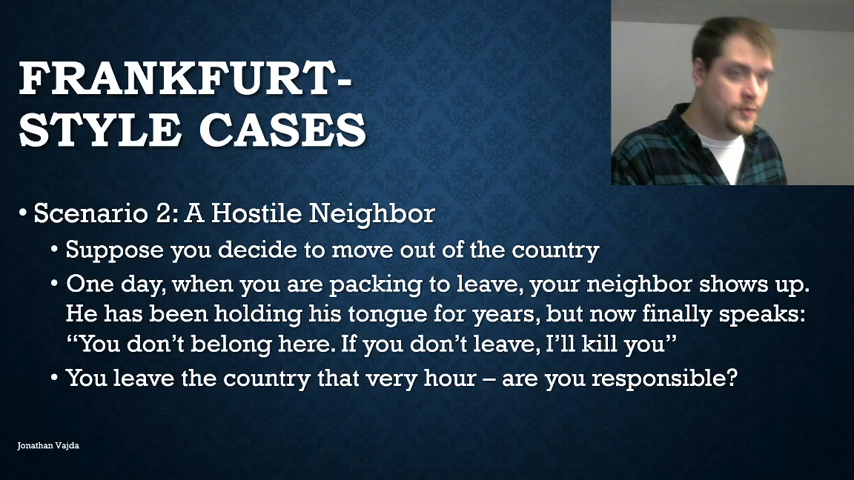 FRANKFURT-
STYLE CASES
• Scenario 2: A Hostile Neighbor
• Suppose you decide to move out of the country
• One day, when you are packing to leave, your neighbor shows up.
He has been holding his tongue for years, but now finally speaks:
“You don’t belong here. If you don’t leave, I’ll kill you”
• You leave the country that very hour – are you responsible?
Jonathan Vajda